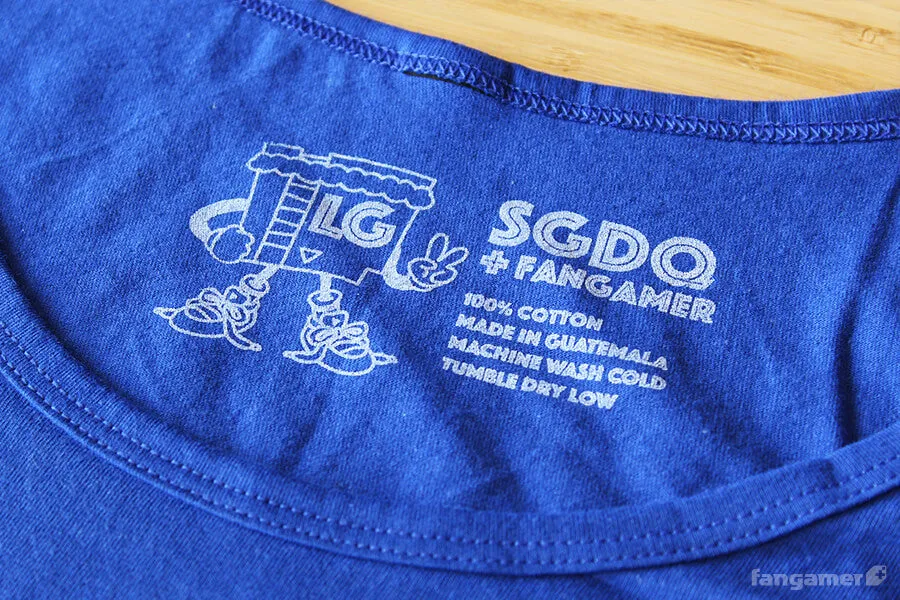 LG
SGDQ
+ FANGAMER
100% COTTON
MADE IN GUATEMALA
MACHINE WASH COLD
TUMBLE DRY LOW
fangamer